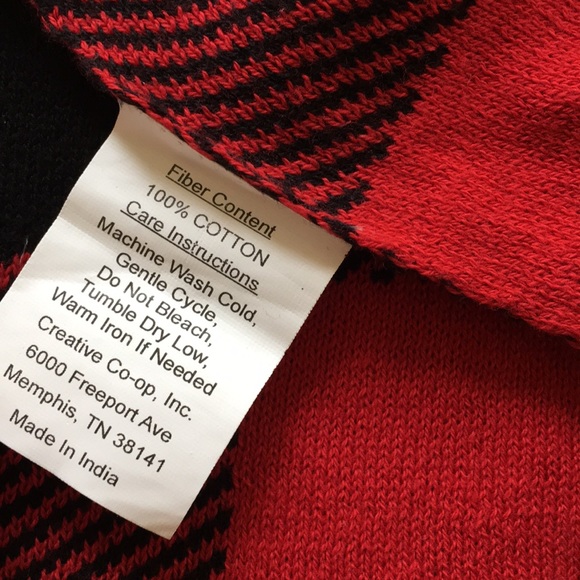 Fiber Content
100% COTTON
Care Instructions
Machine Wash Cold,
Gentle Cycle,
Do Not Bleach,
Tumble Dry Low,
Warm Iron If Needed
Creative Co-op, Inc.
6000 Freeport Ave
Memphis, TN 38141
Made In India